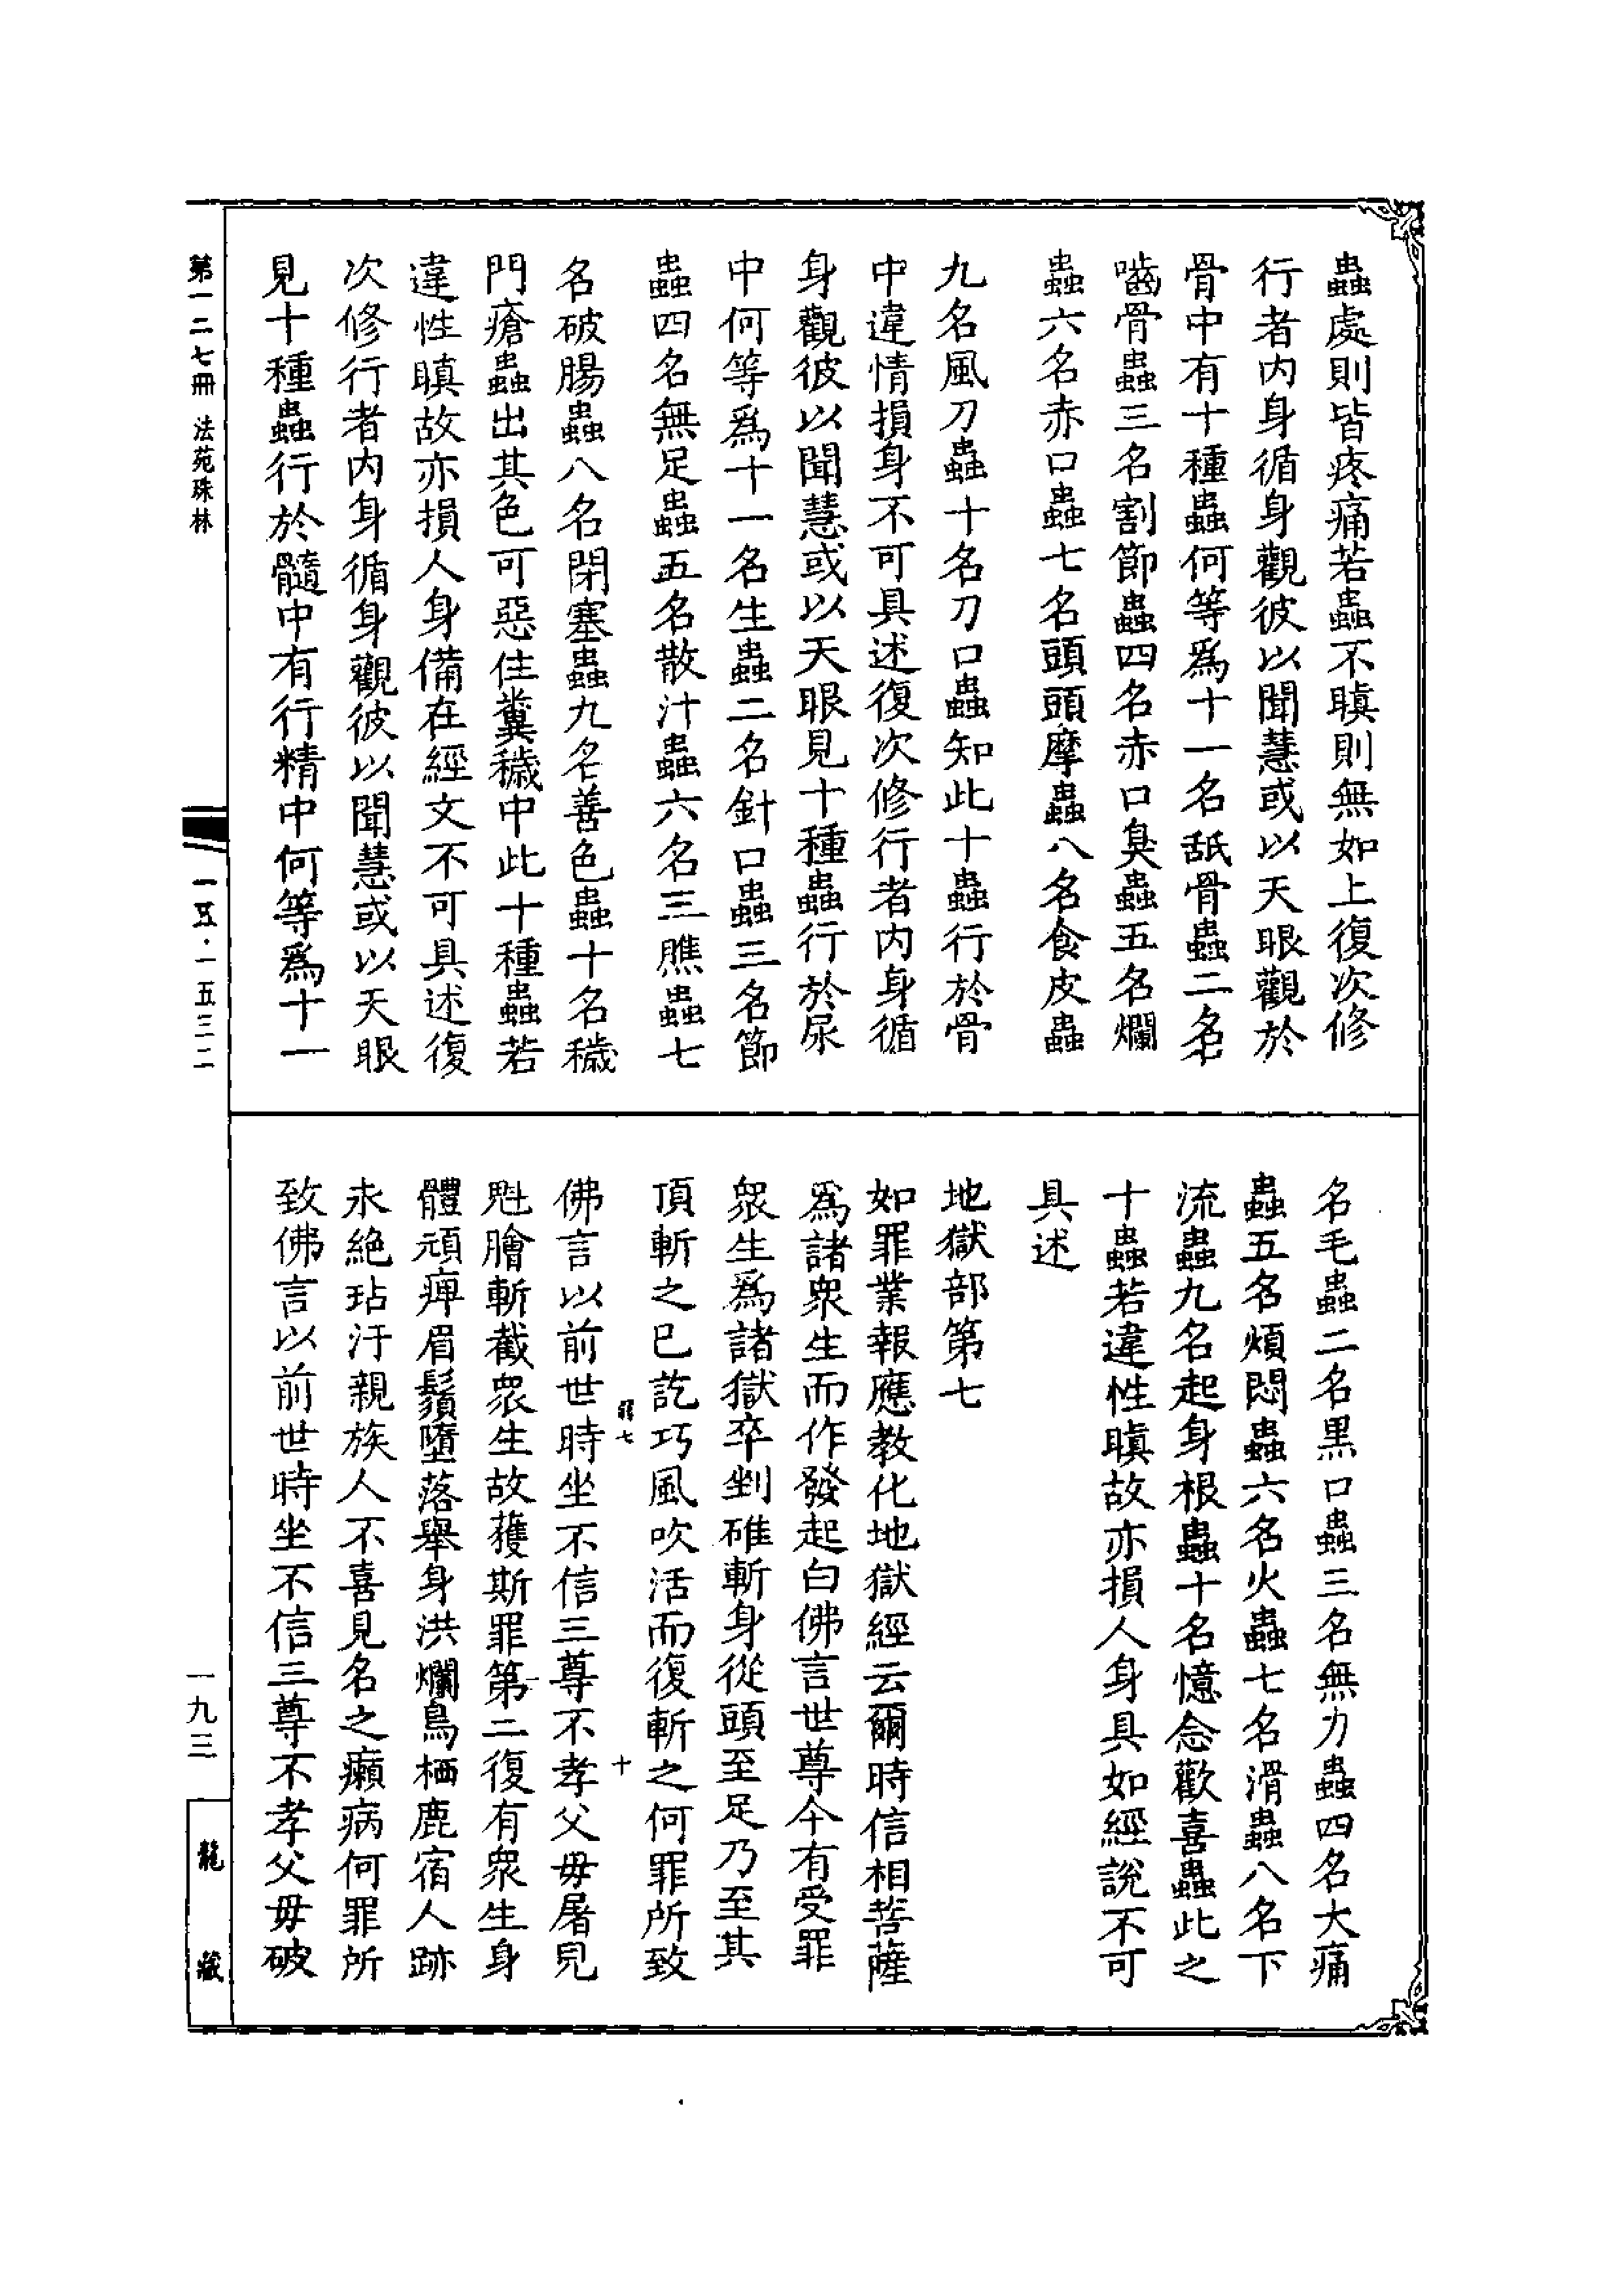 蟲處則皆疼痛若蟲不瞋則無如上復次修
行者内身循身觀彼以聞慧或以天眼觀於
骨中有十種蟲何等爲十一名舐骨蟲二名
嚙骨蟲三名割節蟲四名赤口臭蟲五名爛
蟲六名赤口蟲七名頭頭摩蟲八名食皮蟲
九名風刀蟲十名刀口蟲知此十蟲行於骨
中違情損身不可具述復次修行者内身循
身觀彼以聞慧或以天眼見十種蟲行於尿
中何等爲十一名生蟲二名針口蟲三名節
蟲四名無足蟲五名散汁蟲六名三膲蟲七
名破腸蟲八名閉塞蟲九名善色蟲十名穢
門瘡蟲出其色可惡住糞穢中此十種蟲若
違性瞋故亦損人身備在經文不可具述復
次修行者内身循身觀彼以聞慧或以天眼
見十種蟲行於髓中有行精中何等爲十一
名毛蟲二名黒口蟲三名無力蟲四名大痛
蟲五名煩悶蟲六名火蟲七名滑蟲八名下
流蟲九名起身根蟲十名憶念歡喜蟲此之
十蟲若違性瞋故亦損人身具如經說不可
具述
地獄部第七
如罪業報應教化地獄經云爾時信相菩薩
爲諸衆生而作發起白佛言世尊今有受罪
衆生爲諸獄卒剉碓斬身從頭至足乃至其
頂斬之已訖巧風吹活而復斬之何罪所致
佛言以前世時坐不信三尊不孝父母屠兒
魁膾斬截衆生故獲斯罪第二復有衆生身
體頑痺眉鬚墮落舉身洪爛鳥栖鹿宿人跡
永絕玷汙親族人不喜見名之癩病何罪所
致佛言以前世時坐不信三尊不孝父母破
七
十
第一二七冊 法苑珠林
一五·一五三二
一九三
龍藏